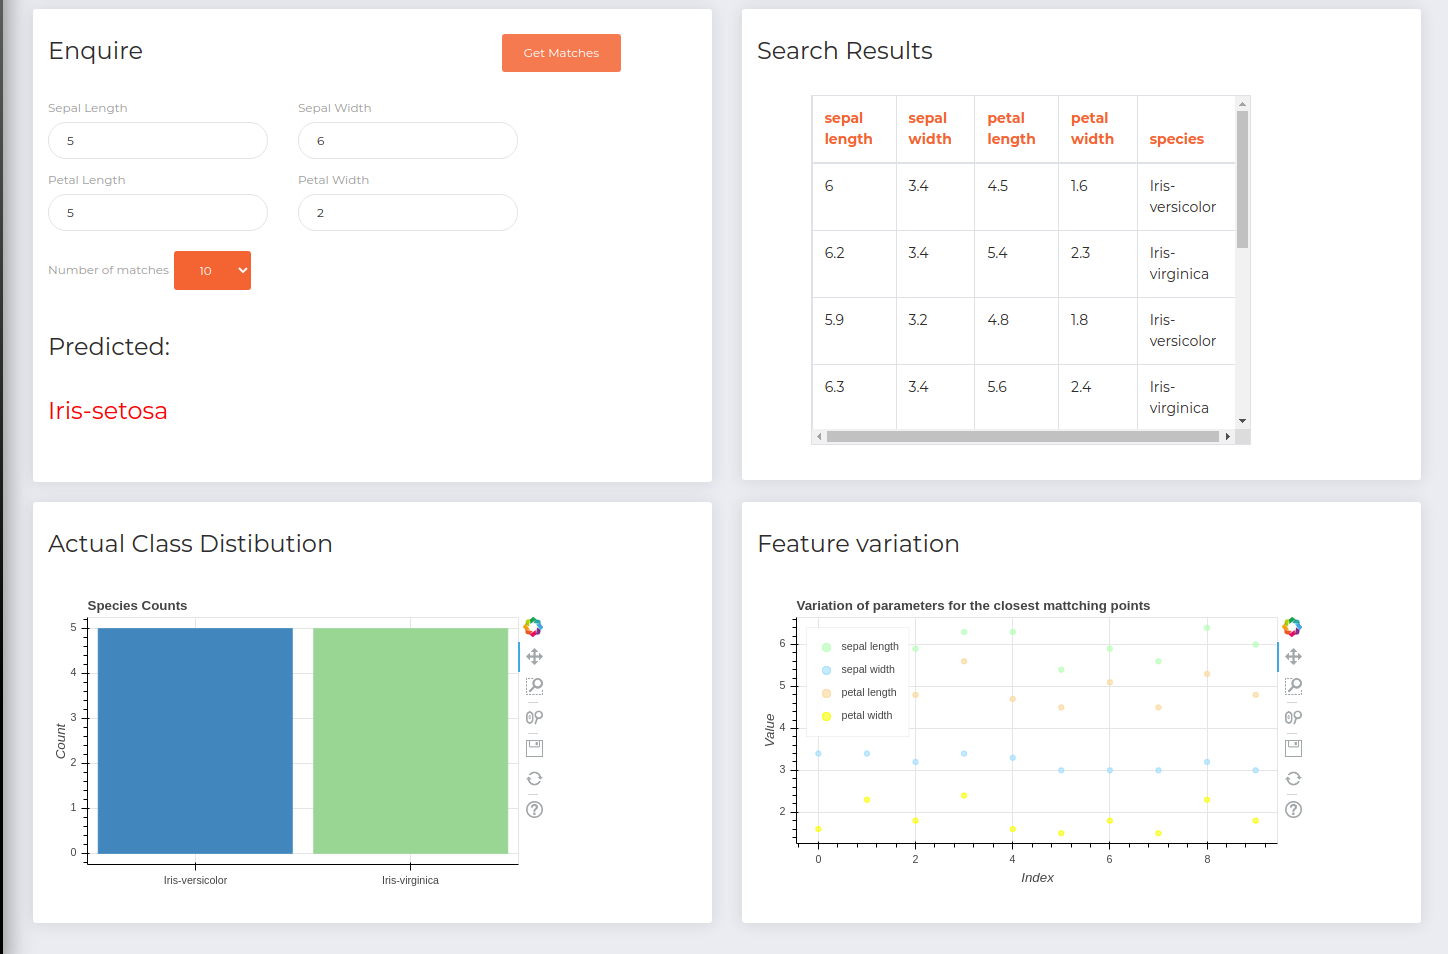 Enquire
Get Matches
Sepal Length
Sepal Width
5
6
Petal Length
Petal Width
5
2
Number of matches 10
Predicted:
Iris-setosa
Search Results
sepal length sepal width petal length petal width species
6 3.4 4.5 1.6 Iris-versicolor
6.2 3.4 5.4 2.3 Iris-virginica
5.9 3.2 4.8 1.8 Iris-versicolor
6.3 3.4 5.6 2.4 Iris-virginica
Actual Class Distibution
Species Counts
5
4
3
2
1
0
Count
Iris-versicolor
Iris-virginica
Feature variation
Variation of parameters for the closest mattching points
sepal length
sepal width
petal length
petal width
6
5
4
3
2
Value
0 2 4 6 8
Index